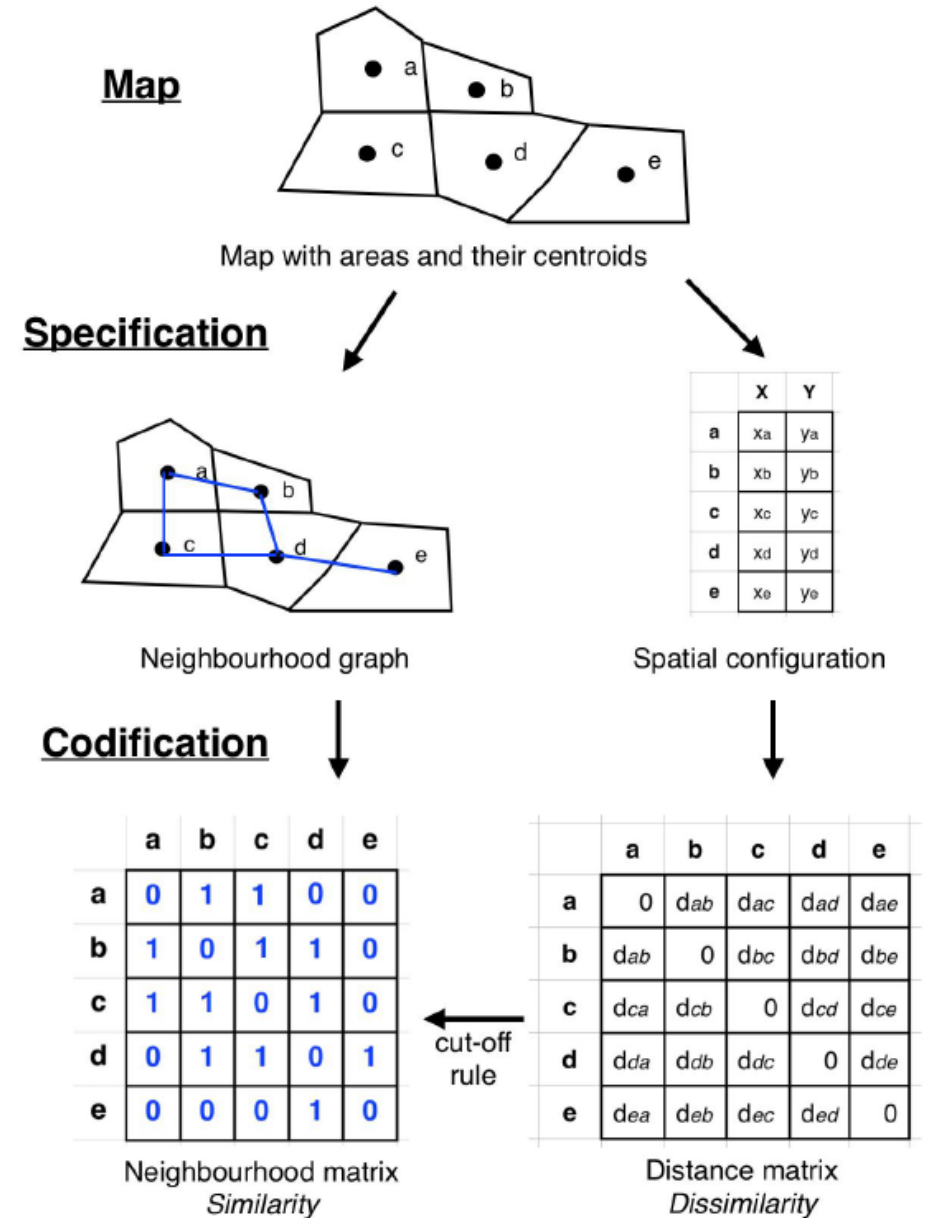 Map
a
b
c
d
e
Map with areas and their centroids
Specification
a
b
c
d
e
Neighbourhood graph
X Y
a xa ya
b xb yb
c xc yc
d xd yd
e xe ye
Spatial configuration
Codification
a b c d e
a 0 1 1 0 0
b 1 0 1 1 0
c 1 1 0 1 0
d 0 1 1 0 1
e 0 0 0 1 0
Neighbourhood matrix
Similarity
cut-off
rule
a b c d e
a 0 dab dac dad dae
b dab 0 dbc dbd dbe
c dca dcb 0 dcd dce
d dda ddb ddc 0 dde
e dea deb dec ded 0
Distance matrix
Dissimilarity